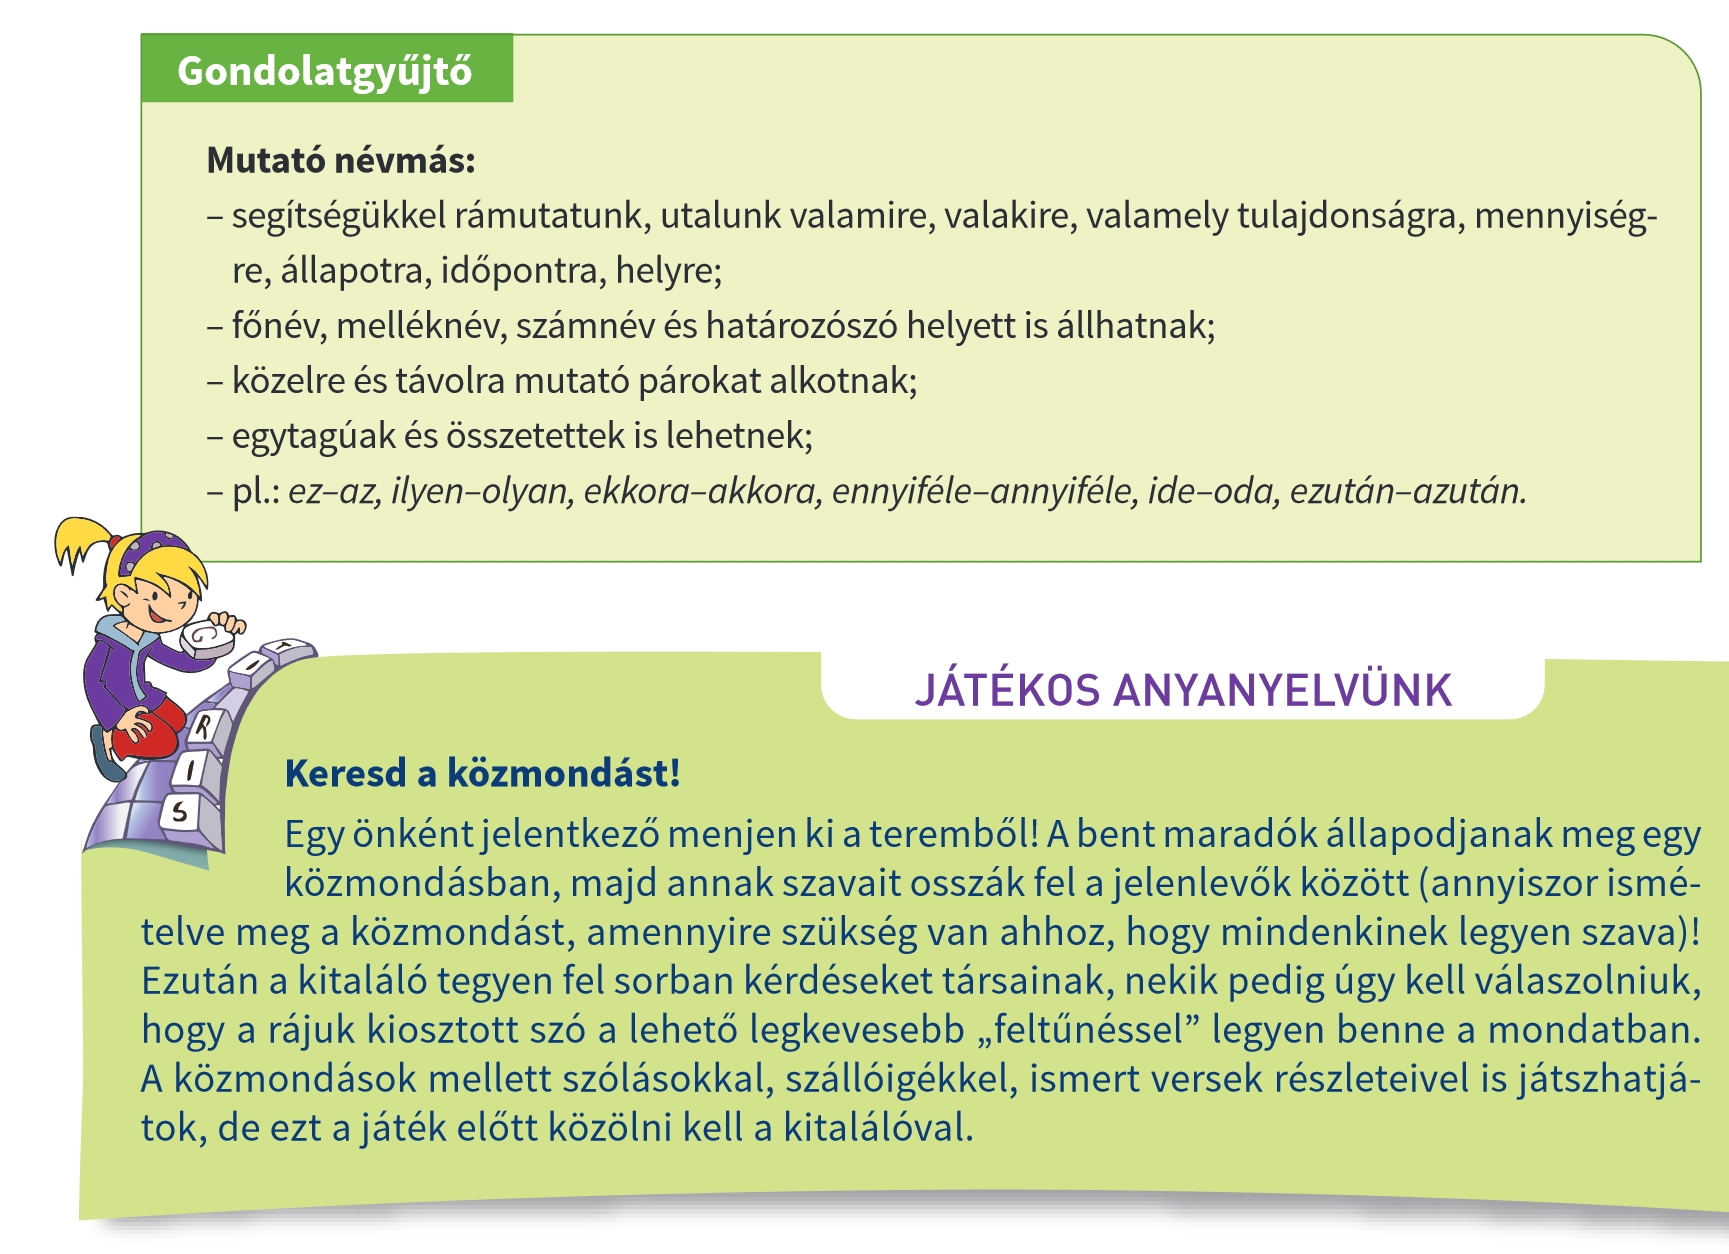 Gondolatgyűjtő
Mutató névmás:
– segítségükkel rámutatunk, utalunk valamire, valakire, valamely tulajdonságra, mennyiség-
re, állapotra, időpontra, helyre;
– főnév, melléknév, számnév és határozószó helyett is állhatnak;
– közelre és távolra mutató párokat alkotnak;
– egytagúak és összetettek is lehetnek;
– pl.: ez–az, ilyen–olyan, ekkora–akkora, ennyiféle–annyiféle, ide–oda, ezután–azután.
G
T
I
R
I
S
JÁTÉKOS ANYANYELVÜNK
Keresd a közmondást!
Egy önként jelentkező menjen ki a teremből! A bent maradók állapodjanak meg egy
közmondásban, majd annak szavait osszák fel a jelenlevők között (annyiszor ismé-
telve meg a közmondást, amennyire szükség van ahhoz, hogy mindenkinek legyen szava)!
Ezután a kitaláló tegyen fel sorban kérdéseket társainak, nekik pedig úgy kell válaszolniuk,
hogy a rájuk kiosztott szó a lehető legkevesebb „feltűnéssel” legyen benne a mondatban.
A közmondások mellett szólásokkal, szállóigékkel, ismert versek részleteivel is játszhatjá-
tok, de ezt a játék előtt közölni kell a kitalálóval.